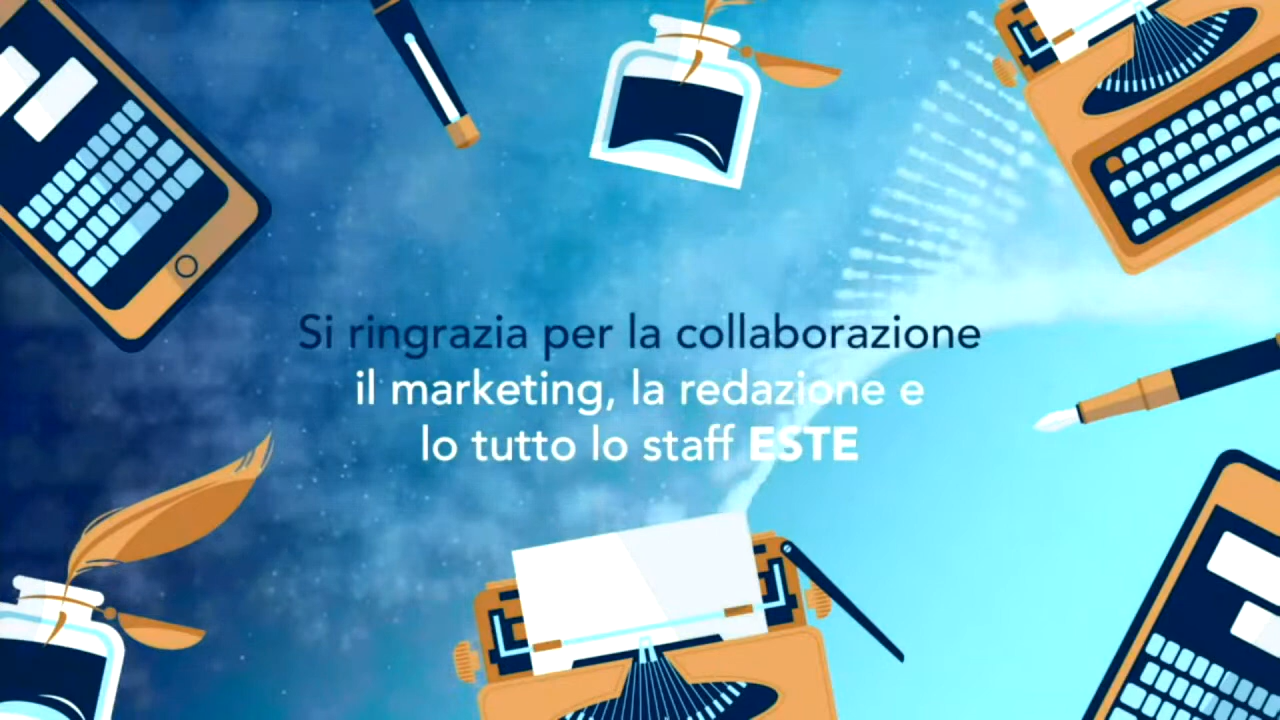 Si ringrazia per la collaborazione
il marketing, la redazione e
lo tutto lo staff ESTE